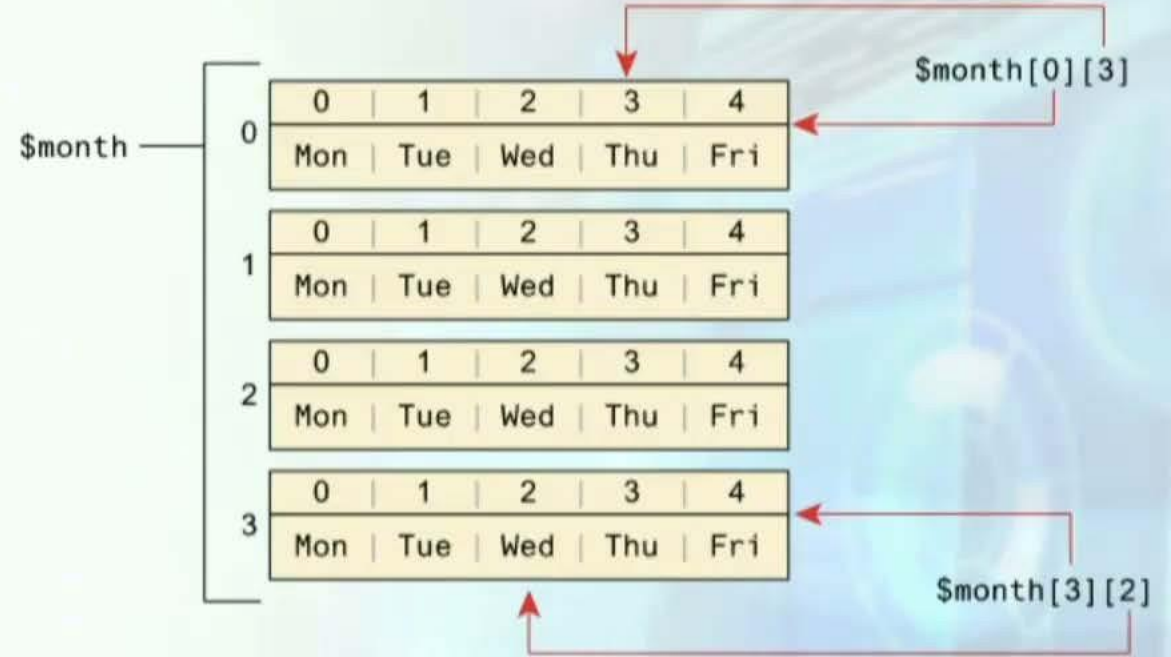 $month[0][3]
0 | 1 | 2 | 3 | 4
0
$month
Mon | Tue | Wed | Thu | Fri
0 | 1 | 2 | 3 | 4
1
Mon | Tue | Wed | Thu | Fri
0 | 1 | 2 | 3 | 4
2
Mon | Tue | Wed | Thu | Fri
0 | 1 | 2 | 3 | 4
3
Mon | Tue | Wed | Thu | Fri
$month[3][2]